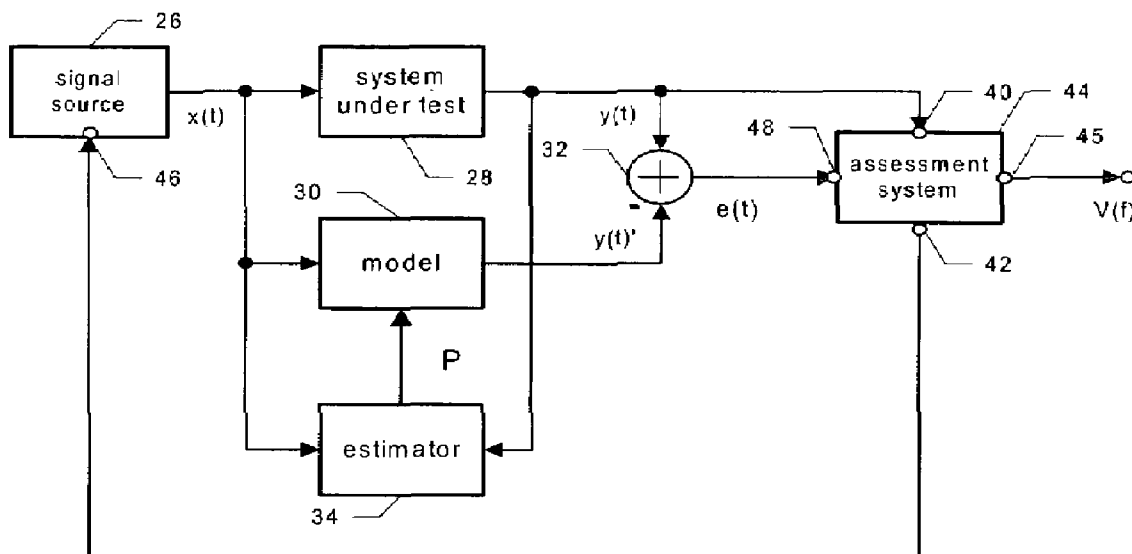 26
signal
source
x(t)
46
system
under test
28
y(t)
32
+
-
48
40
44
45
assessment
system
e(t)
V(f)
30
model
y(t)'
42
P
estimator
34